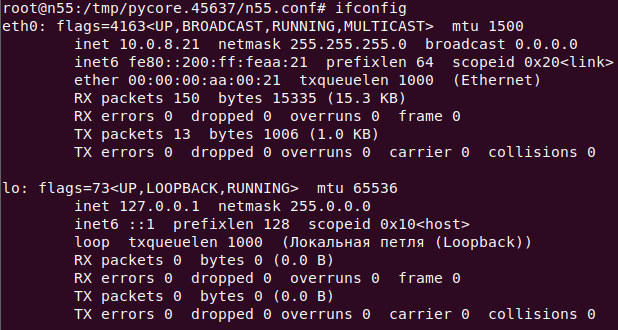 root@n55:/tmp/pycore.45637/n55.conf# ifconfig
eth0: flags=4163<UP,BROADCAST,RUNNING,MULTICAST>  mtu 1500
        inet 10.0.8.21  netmask 255.255.255.0  broadcast 0.0.0.0
        inet6 fe80::200:ff:feaa:21  prefixlen 64  scopeid 0x20<link>
        ether 00:00:00:aa:00:21  txqueuelen 1000  (Ethernet)
        RX packets 150  bytes 15335 (15.3 KB)
        RX errors 0  dropped 0  overruns 0  frame 0
        TX packets 13  bytes 1006 (1.0 KB)
        TX errors 0  dropped 0 overruns 0  carrier 0  collisions 0

lo: flags=73<UP,LOOPBACK,RUNNING>  mtu 65536
        inet 127.0.0.1  netmask 255.0.0.0
        inet6 ::1  prefixlen 128  scopeid 0x10<host>
        loop  txqueuelen 1000  (Локальная петля (Loopback))
        RX packets 0  bytes 0 (0.0 B)
        RX errors 0  dropped 0  overruns 0  frame 0
        TX packets 0  bytes 0 (0.0 B)
        TX errors 0  dropped 0 overruns 0  carrier 0  collisions 0